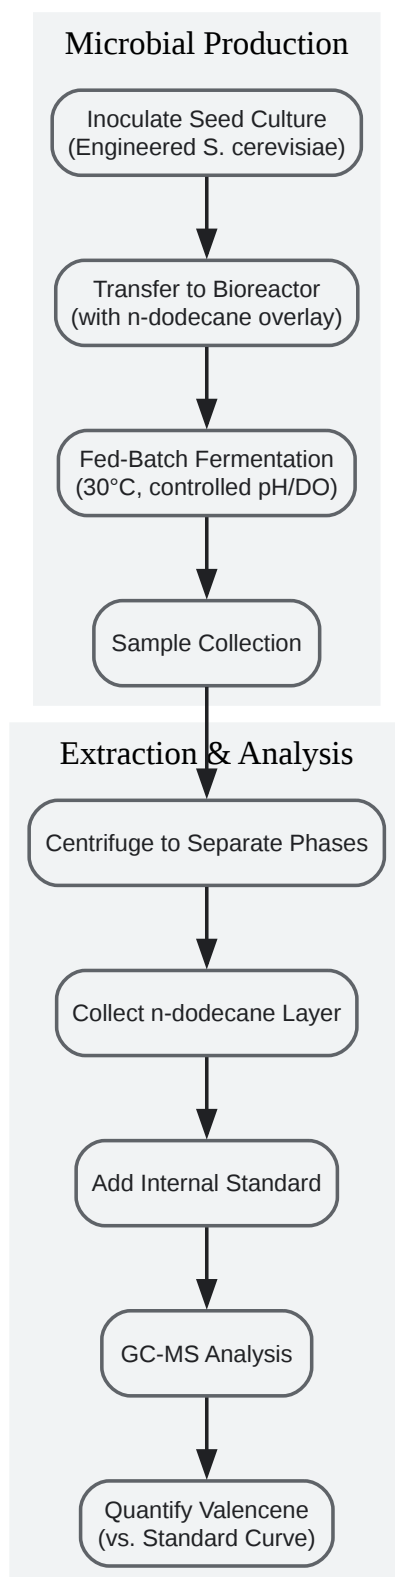 Microbial Production
Inoculate Seed Culture
(Engineered S. cerevisiae)
Transfer to Bioreactor
(with n-dodecane overlay)
Fed-Batch Fermentation
(30°C, controlled pH/DO)
Sample Collection
Extraction & Analysis
Centrifuge to Separate Phases
Collect n-dodecane Layer
Add Internal Standard
GC-MS Analysis
Quantify Valencene
(vs. Standard Curve)